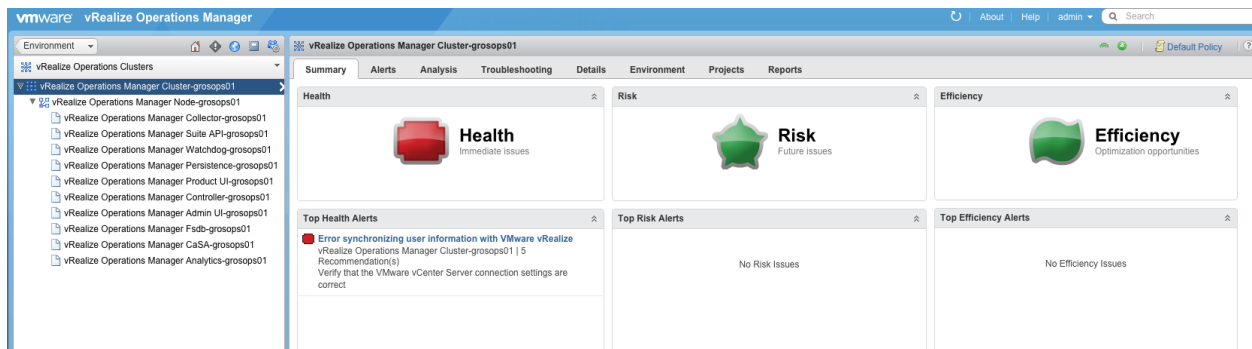 vmware vRealize Operations Manager
About Help admin Search
Environment
vRealize Operations Clusters
vRealize Operations Manager Cluster-grosops01
vRealize Operations Manager Node-grosops01
vRealize Operations Manager Collector-grosops01
vRealize Operations Manager Suite API-grosops01
vRealize Operations Manager Watchdog-grosops01
vRealize Operations Manager Persistence-grosops01
vRealize Operations Manager Product UI-grosops01
vRealize Operations Manager Controller-grosops01
vRealize Operations Manager Admin UI-grosops01
vRealize Operations Manager Fsdb-grosops01
vRealize Operations Manager CaSA-grosops01
vRealize Operations Manager Analytics-grosops01
vRealize Operations Manager Cluster-grosops01
Default Policy ?
Summary Alerts Analysis Troubleshooting Details Environment Projects Reports
Health
Health
Immediate issues
Risk
Risk
Future issues
Efficiency
Efficiency
Optimization opportunities
Top Health Alerts
Error synchronizing user information with VMware vRealize
vRealize Operations Manager Cluster-grosops01 | 5
Recommendation(s)
Verify that the VMware vCenter Server connection settings are
correct
Top Risk Alerts
No Risk Issues
Top Efficiency Alerts
No Efficiency Issues